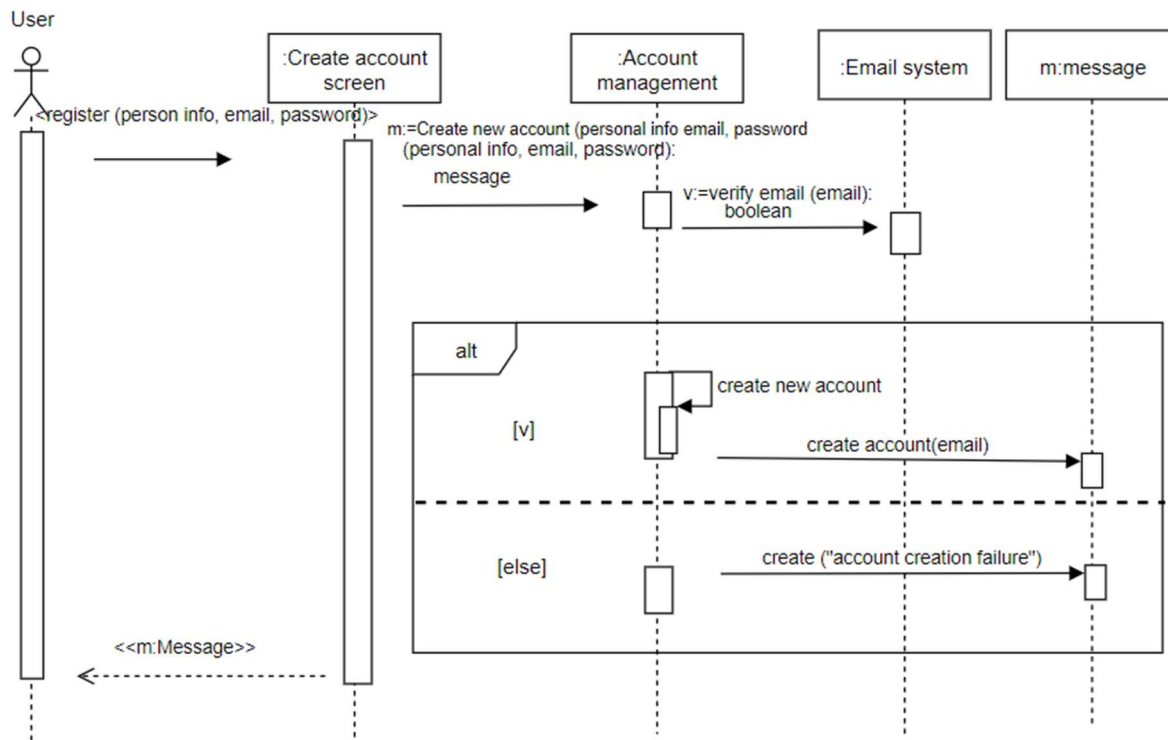 User
:Create account
screen
:Account
management
:Email system
m:message
<register (person info, email, password)>
m:=Create new account (personal info email, password
(personal info, email, password):
message
v:=verify email (email):
boolean
alt
create new account
[v]
create account(email)
[else]
create ("account creation failure")
<<m:Message>>